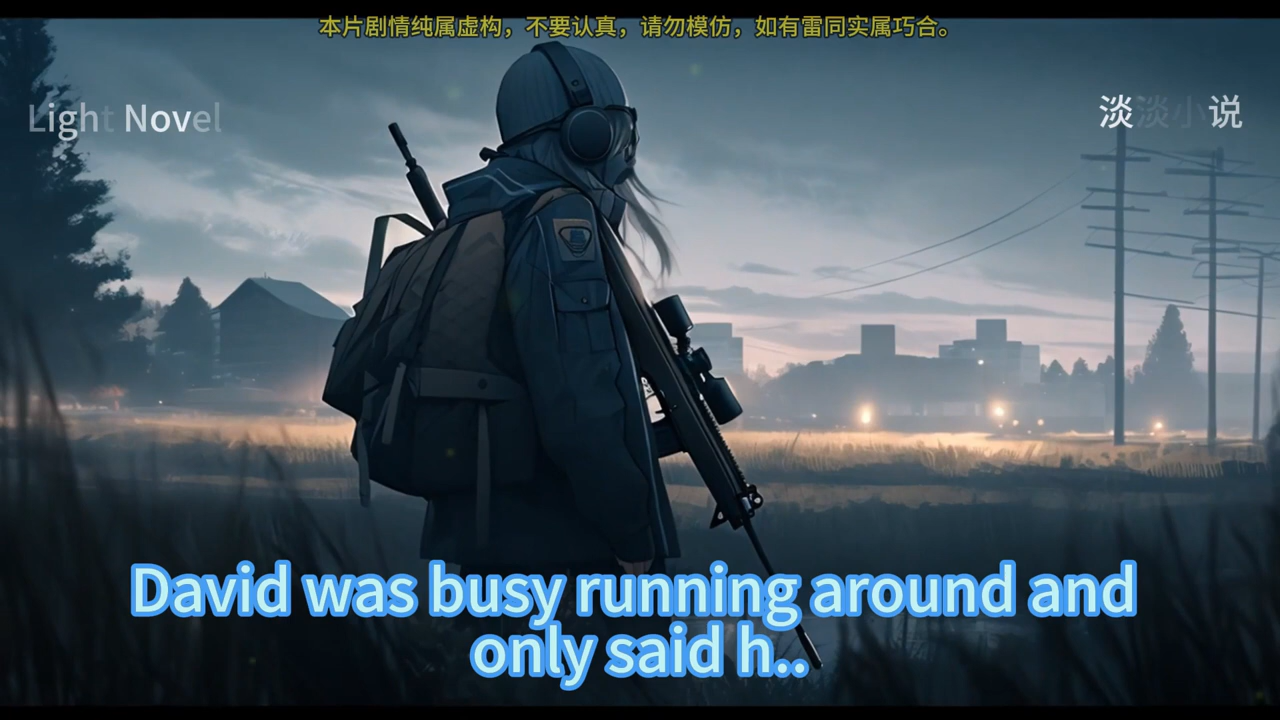 本片剧情纯属虚构，不要认真，请勿模仿，如有雷同实属巧合。
Light Novel
淡淡小说
David was busy running around and
only said h..